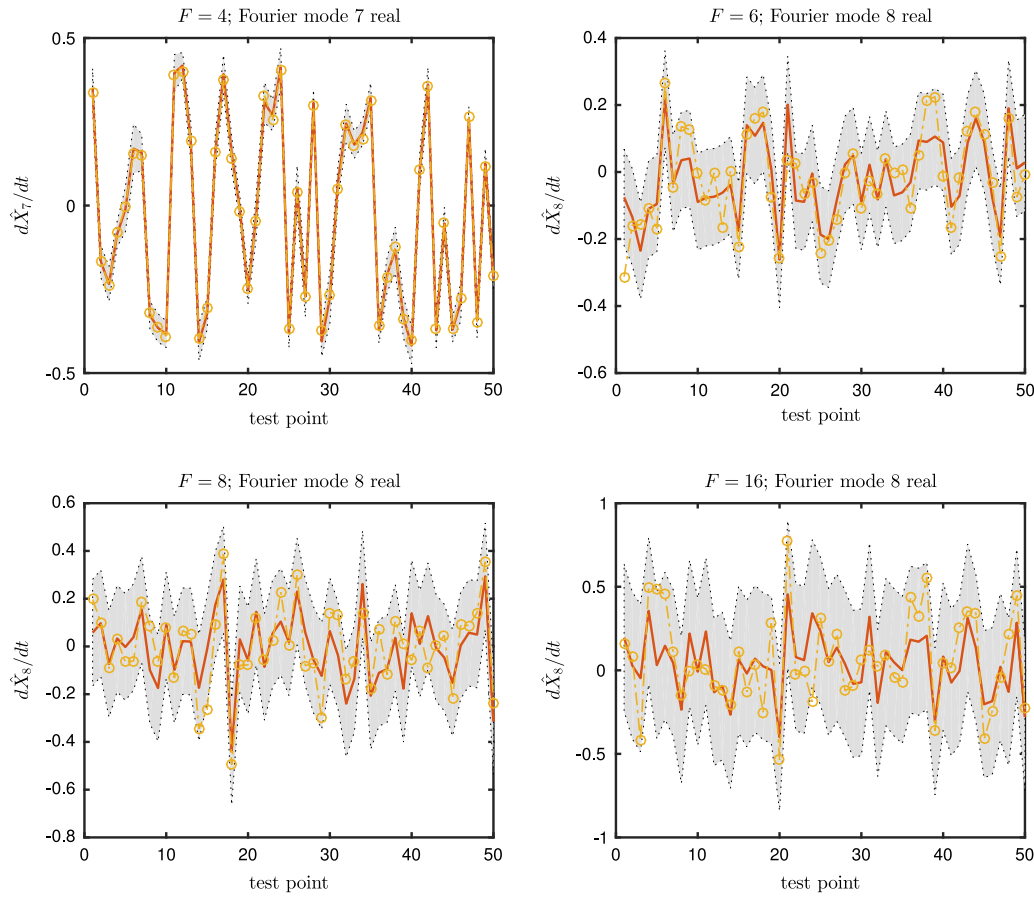 F = 4; Fourier mode 7 real
0.5
0
-0.5
dX̂₇/dt
0 10 20 30 40 50
test point
F = 6; Fourier mode 8 real
0.4
0.2
0
-0.2
-0.4
-0.6
dX̂₈/dt
0 10 20 30 40 50
test point
F = 8; Fourier mode 8 real
0.6
0.4
0.2
0
-0.2
-0.4
-0.6
-0.8
dX̂₈/dt
0 10 20 30 40 50
test point
F = 16; Fourier mode 8 real
1
0.5
0
-0.5
-1
dX̂₈/dt
0 10 20 30 40 50
test point